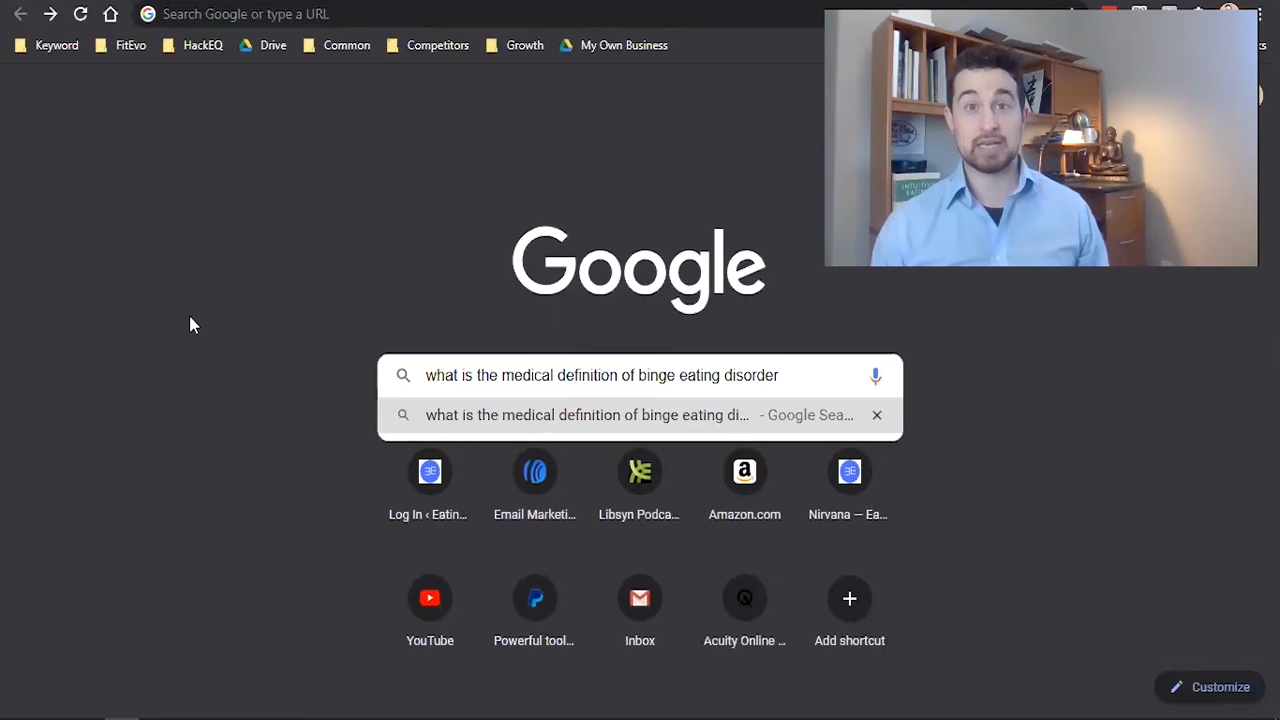 Search Google or type a URL
Keyword FitEvo HackEQ Drive Common Competitors Growth My Own Business
INTUITIVE
Google
what is the medical definition of binge eating disorder
what is the medical definition of binge eating di... - Google Sea...
Log In ‹ Eatin... Email Marketi... Libsyn Podca... Amazon.com Nirvana — Ea...
YouTube Powerful tool... Inbox Acuity Online ... Add shortcut
Customize